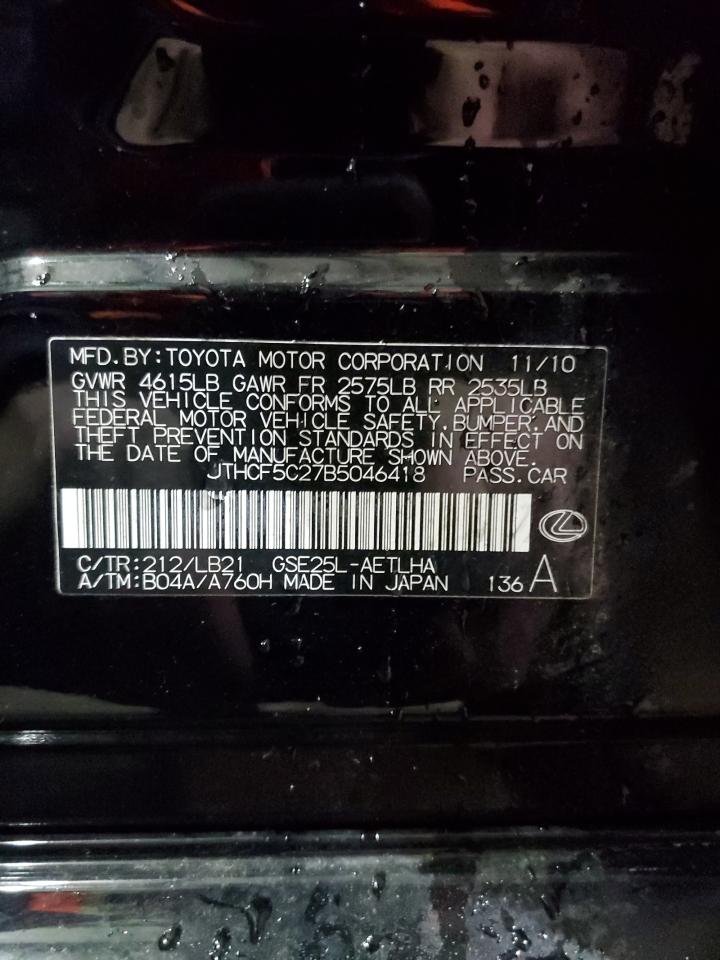 MFD.BY:TOYOTA MOTOR CORPORATION 11/10
GVWR 4615LB GAWR FR 2575LB RR 2535LB
THIS VEHICLE CONFORMS TO ALL APPLICABLE
FEDERAL MOTOR VEHICLE SAFETY,BUMPER,AND
THEFT PREVENTION STANDARDS IN EFFECT ON
THE DATE OF MANUFACTURE SHOWN ABOVE.
JTHCF5C27B5046418 PASS.CAR
C/TR:212/LB21 GSE25L-AETLHA
A/TM:B04A/A760H MADE IN JAPAN 136 A